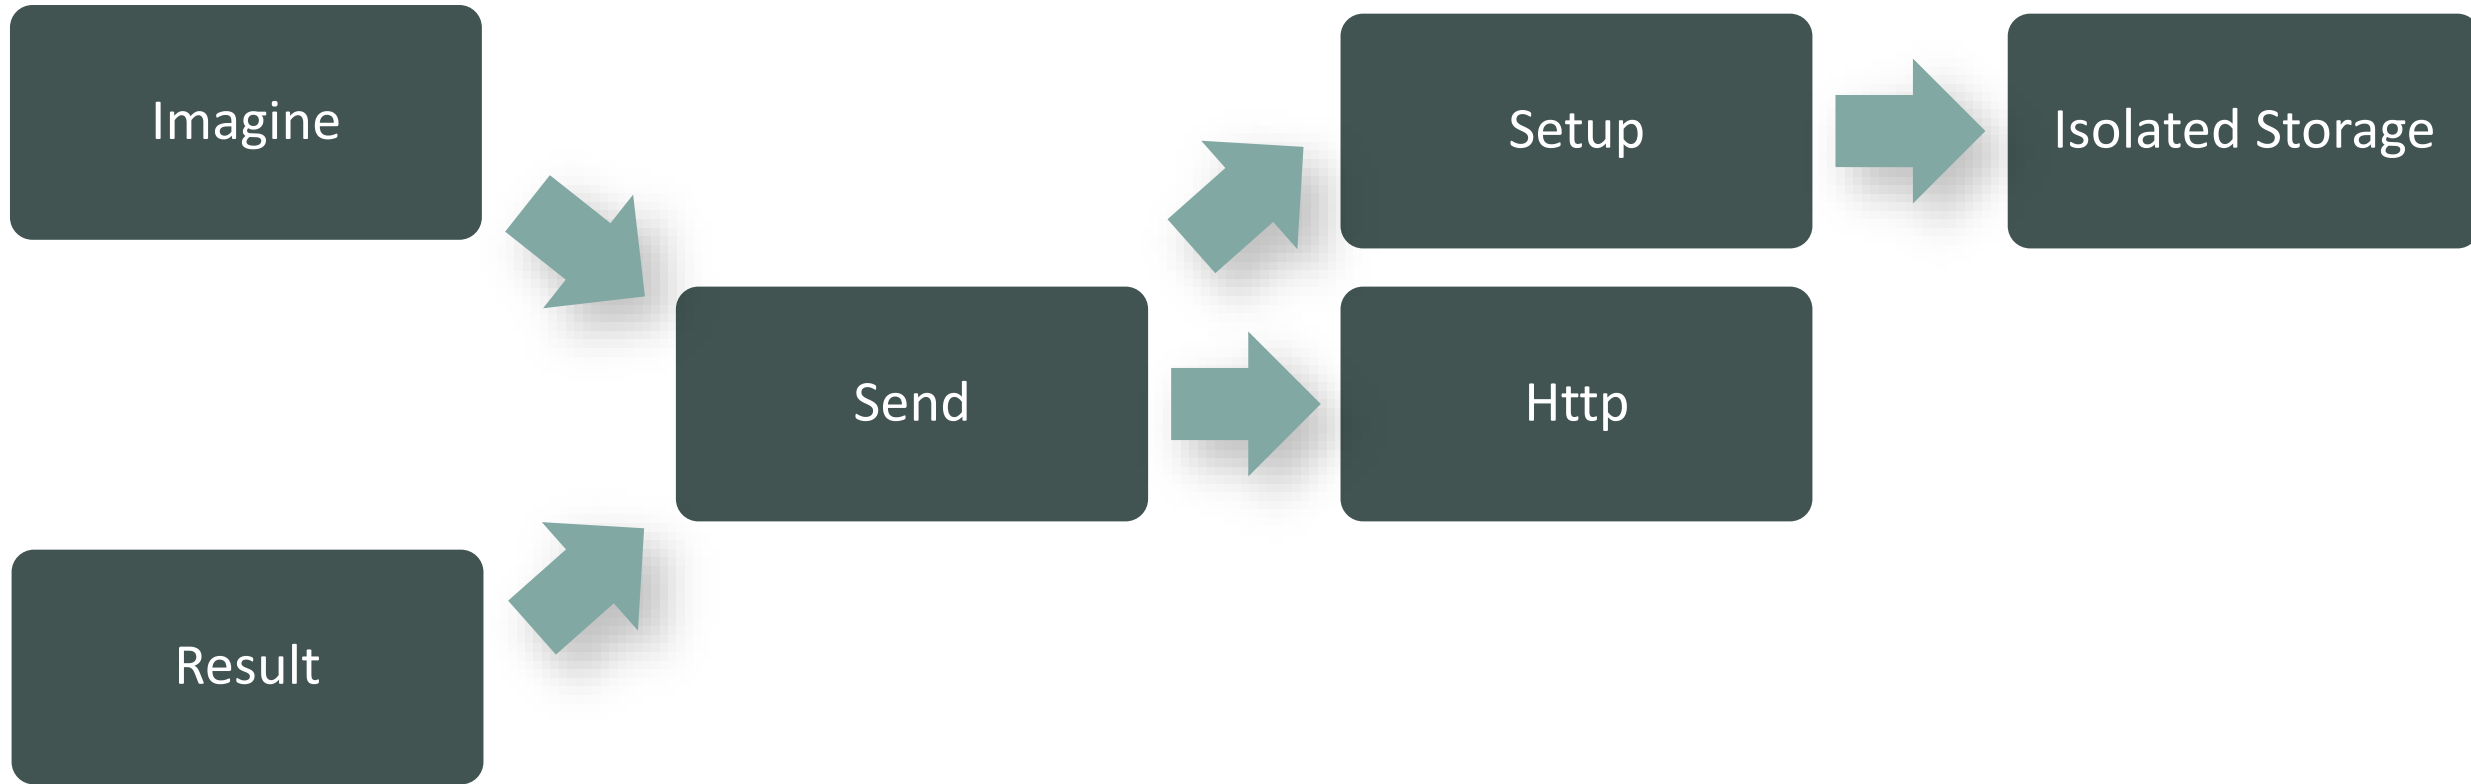 Imagine
Setup
Isolated Storage
Send
Http
Result